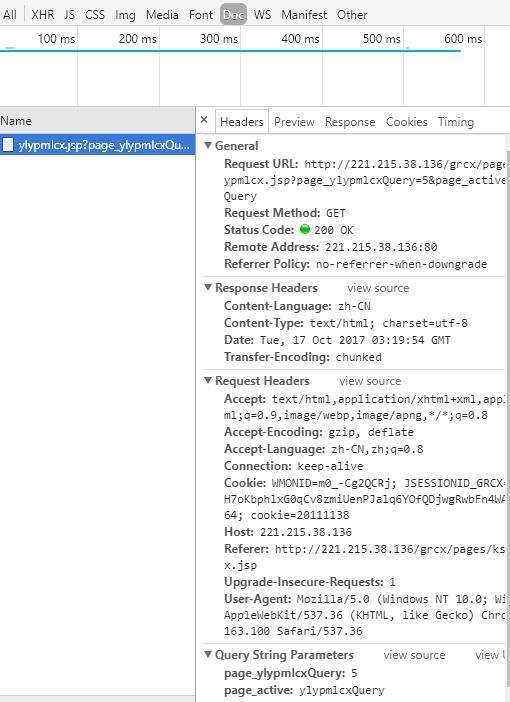 All XHR JS CSS Img Media Font Doc WS Manifest Other
100 ms 200 ms 300 ms 400 ms 500 ms 600 ms
Name
ylypmlcx.jsp?page_ylypmlcxQu...
× Headers Preview Response Cookies Timing
General
Request URL: http://221.215.38.136/grcx/page
ypmlcx.jsp?page_ylypmlcxQuery=5&page_active
Query
Request Method: GET
Status Code: 200 OK
Remote Address: 221.215.38.136:80
Referrer Policy: no-referrer-when-downgrade
Response Headers view source
Content-Language: zh-CN
Content-Type: text/html; charset=utf-8
Date: Tue, 17 Oct 2017 03:19:54 GMT
Transfer-Encoding: chunked
Request Headers view source
Accept: text/html,application/xhtml+xml,appl
ml;q=0.9,image/webp,image/apng,*/*;q=0.8
Accept-Encoding: gzip, deflate
Accept-Language: zh-CN,zh;q=0.8
Connection: keep-alive
Cookie: WMONID=m0_-Cg2QCRj; JSESSIONID_GRCX=
H7oKbphlxG0qCv8zmiUenPJalq6YOfQDjwgRwbFn4WA
64; cookie=20111138
Host: 221.215.38.136
Referer: http://221.215.38.136/grcx/pages/ks
x.jsp
Upgrade-Insecure-Requests: 1
User-Agent: Mozilla/5.0 (Windows NT 10.0; Wi
AppleWebKit/537.36 (KHTML, like Gecko) Chro
163.100 Safari/537.36
Query String Parameters view source view U
page_ylypmlcxQuery: 5
page_active: ylypmlcxQuery